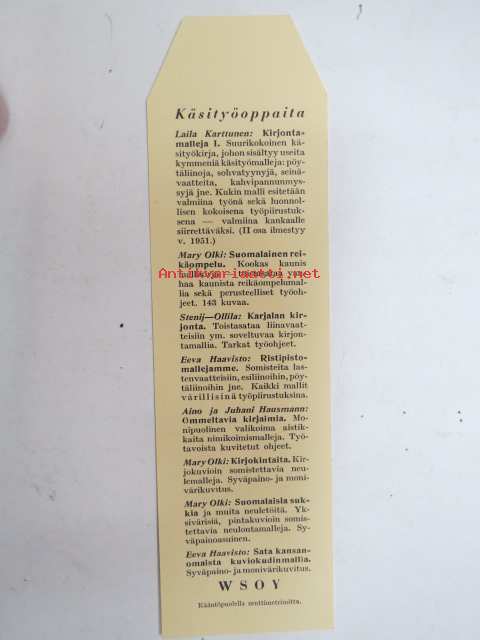 Käsityöoppaita
Laila Karttunen: Kirjonta-
malleja I. Suurikokoinen kä-
sityökirja, johon sisältyy useita
kymmeniä käsityömalleja: pöy-
täliinoja, sohvatyynyjä, seinä-
vaatteita, kahvipannunmys-
syjä jne. Kukin malli esitetään
valmiina työnä sekä luonnol-
lisen kokoisena työpiirustuk-
sena — valmiina kankaalle
siirrettäväksi. (II osa ilmestyy
v. 1951.)
Mary Olki: Suomalainen rei-
käompelu. Kookas kaunis
Antikvariaatti.net
haa kaunista reikäompelumal-
lia sekä perusteelliset työoh-
jeet. 143 kuvaa.
Stenij—Ollila: Karjalan kir-
jonta. Toistasataa liinavaat-
teisiin ym. soveltuvaa kirjon-
tamallia. Tarkat työohjeet.
Eeva Haavisto: Ristipisto-
mallejamme. Somisteita las-
tenvaatteisiin, esiliinoihin, pöy-
täliinoihin jne. Kaikki mallit
värillisinä työpiirustuksina.
Aino ja Juhani Hausmann:
Ommeltavia kirjaimia. Mo-
nipuolinen valikoima aistik-
kaita nimikoimismalleja. Työ-
tavoista kuvitetut ohjeet.
Mary Olki: Kirjokintaita. Kir-
jokuvioin somistettavia neu-
lemalleja. Syväpaino- ja moni-
värikuvitus.
Mary Olki: Suomalaisia suk-
kia ja muita neuletöitä. Yk-
sivärisiä, pintakuvioin somis-
tettavia neulontamalleja. Sy-
väpainoasuinen.
Eeva Haavisto: Sata kansan-
omaista kuviokudinmallia.
Syväpaino- ja monivärikuvitus.
WSOY
Kääntöpuolella senttimetrimitta.